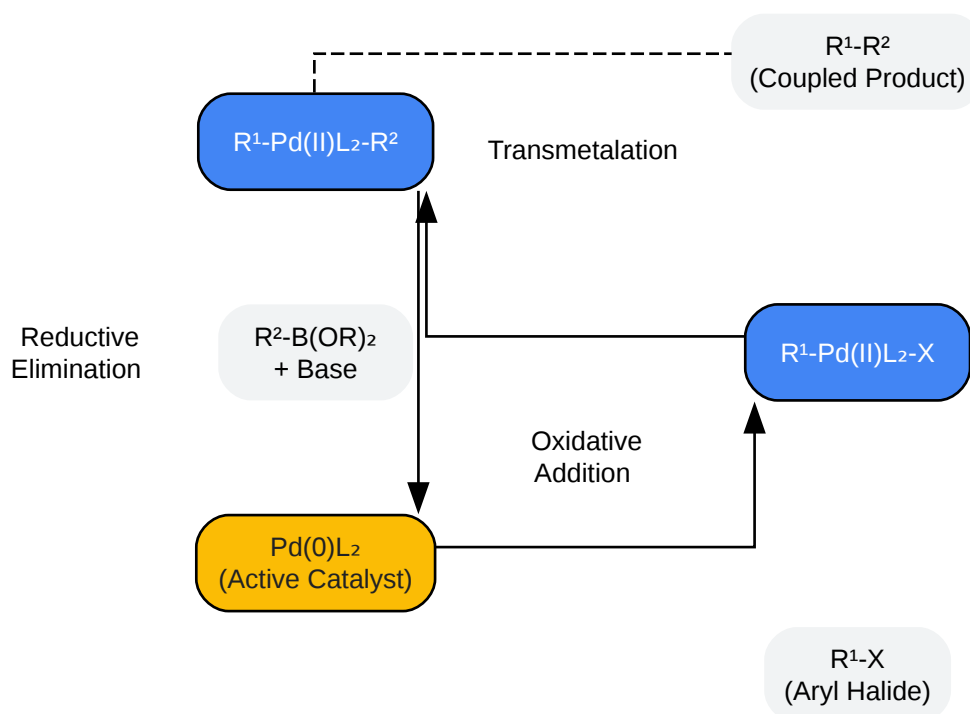 R¹-R²
(Coupled Product)
R¹-Pd(II)L₂-R²
Transmetalation
Reductive
Elimination
R²-B(OR)₂
+ Base
R¹-Pd(II)L₂-X
Oxidative
Addition
Pd(0)L₂
(Active Catalyst)
R¹-X
(Aryl Halide)